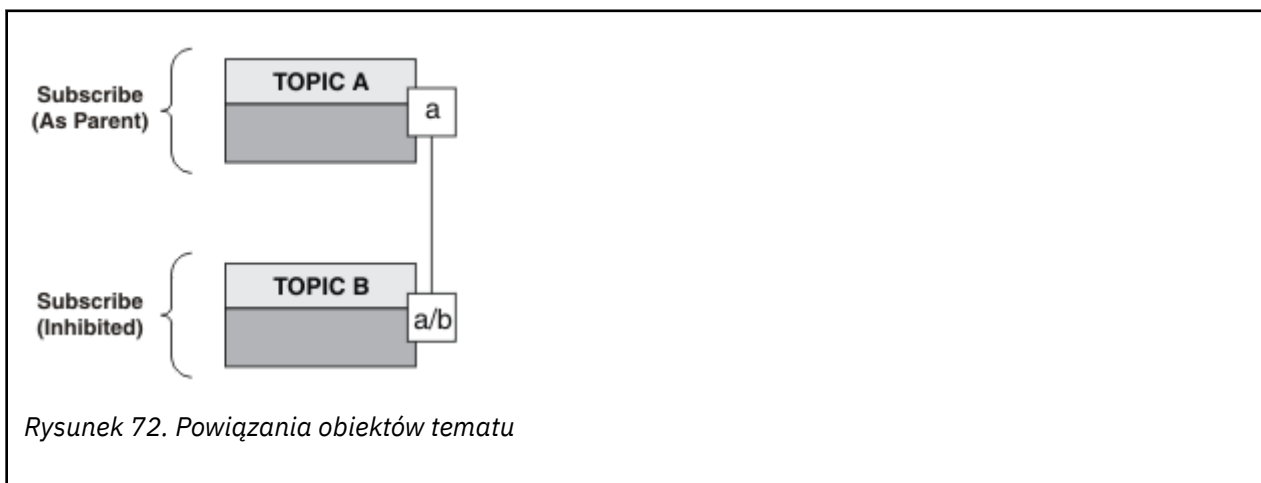 Subscribe
(As Parent)
TOPIC A
a
Subscribe
(Inhibited)
TOPIC B
a/b
Rysunek 72. Powiązania obiektów tematu